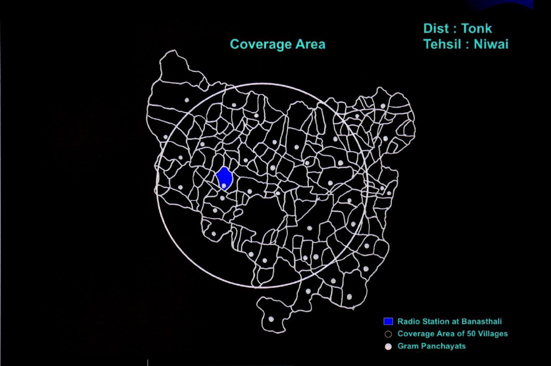 Dist : Tonk
Coverage Area
Tehsil : Niwai
Radio Station at Banasthali
Coverage Area of 50 Villages
Gram Panchayats